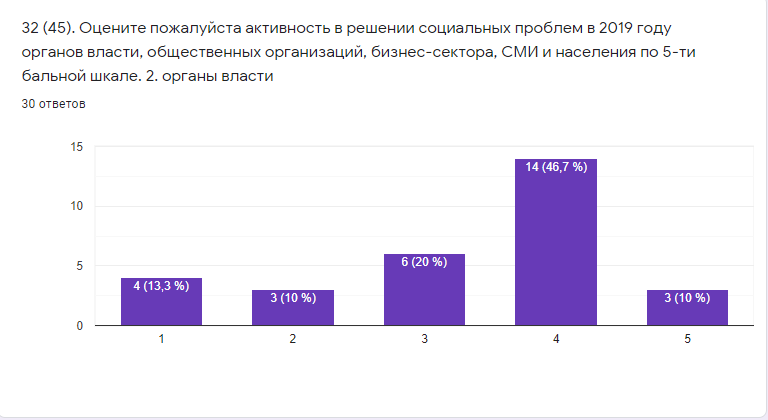 32 (45). Оцените пожалуйста активность в решении социальных проблем в 2019 году
органов власти, общественных организаций, бизнес-сектора, СМИ и населения по 5-ти
бальной шкале. 2. органы власти
30 ответов
15
10
5
0
4 (13,3 %)
3 (10 %)
6 (20 %)
14 (46,7 %)
3 (10 %)
1
2
3
4
5